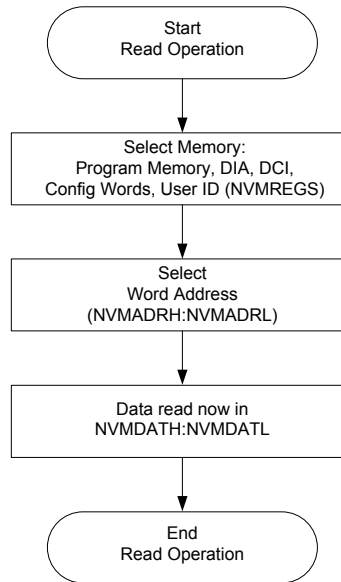 Start
Read Operation
Select Memory:
Program Memory, DIA, DCI,
Config Words, User ID (NVMREGS)
Select
Word Address
(NVMADRH:NVMADRL)
Data read now in
NVMDATH:NVMDATL
End
Read Operation